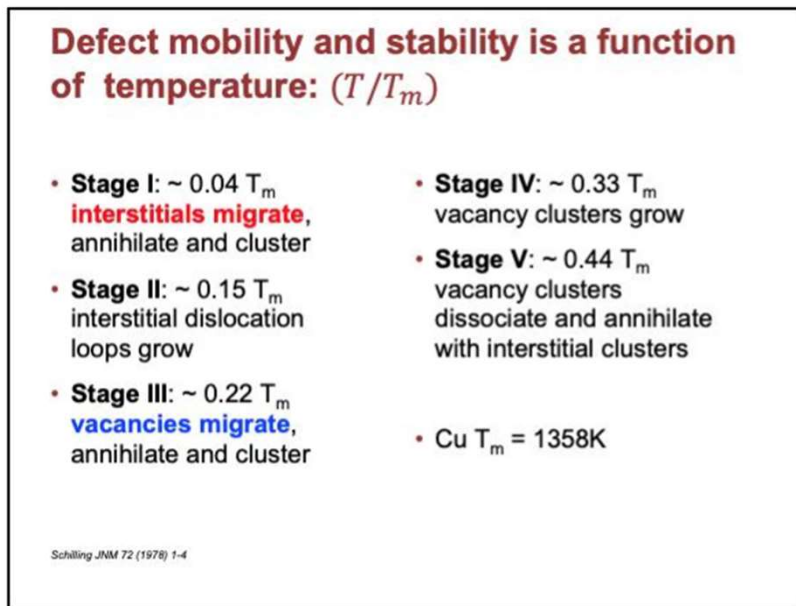 Defect mobility and stability is a function
of temperature: (T/Tₘ)
• Stage I: ~ 0.04 Tₘ
interstitials migrate,
annihilate and cluster
• Stage II: ~ 0.15 Tₘ
interstitial dislocation
loops grow
• Stage III: ~ 0.22 Tₘ
vacancies migrate,
annihilate and cluster
• Stage IV: ~ 0.33 Tₘ
vacancy clusters grow
• Stage V: ~ 0.44 Tₘ
vacancy clusters
dissociate and annihilate
with interstitial clusters
• Cu Tₘ = 1358K
Schilling JNM 72 (1978) 1-4